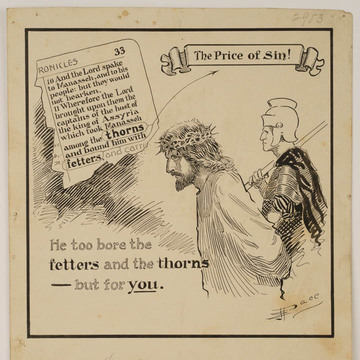 2953
33
RONICLES
10 And the Lord spake
to Manasseh, and to his
people: but they would
not hearken.
11 Wherefore the Lord
brought upon them the
captains of the host of
the king of Assyria,
which took Manasseh
among the thorns
and bound him with
fetters, and carri
The Price of Sin!
He too bore the
fetters and the thorns
— but for you.
Pace